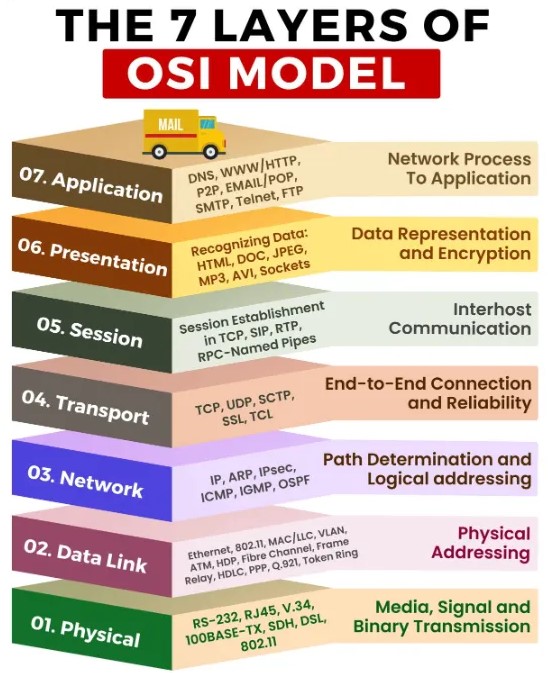 THE 7 LAYERS OF
OSI MODEL
MAIL
07. Application
DNS, WWW/HTTP,
P2P, EMAIL/POP,
SMTP, Telnet, FTP
Network Process
To Application
06. Presentation
Recognizing Data:
HTML, DOC, JPEG,
MP3, AVI, Sockets
Data Representation
and Encryption
05. Session
Session Establishment
in TCP, SIP, RTP,
RPC-Named Pipes
Interhost
Communication
04. Transport
TCP, UDP, SCTP,
SSL, TCL
End-to-End Connection
and Reliability
03. Network
IP, ARP, IPsec,
ICMP, IGMP, OSPF
Path Determination and
Logical addressing
02. Data Link
Ethernet, 802.11, MAC/LLC, VLAN,
ATM, HDP, Fibre Channel, Frame
Relay, HDLC, PPP, Q.921, Token Ring
Physical
Addressing
01. Physical
RS-232, RJ45, V.34,
100BASE-TX, SDH, DSL,
802.11
Media, Signal and
Binary Transmission